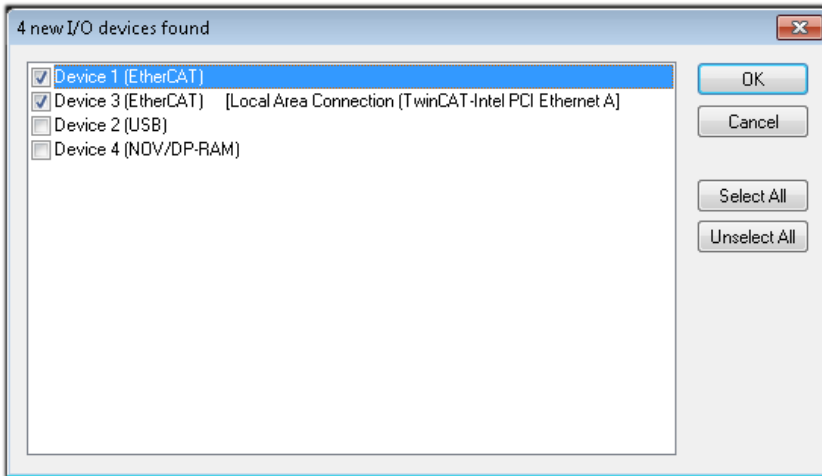 4 new I/O devices found
Device 1 (EtherCAT)
Device 3 (EtherCAT) [Local Area Connection (TwinCAT-Intel PCI Ethernet A]
Device 2 (USB)
Device 4 (NOV/DP-RAM)
OK
Cancel
Select All
Unselect All